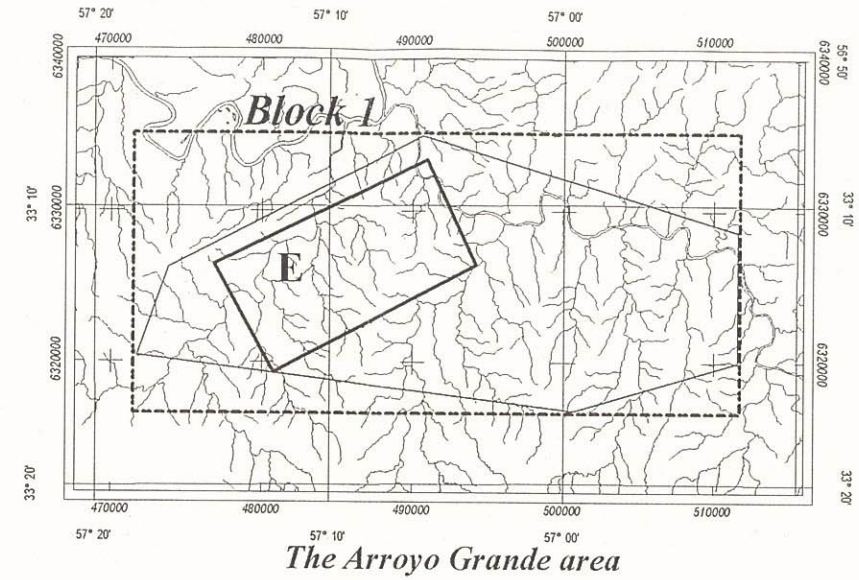 57° 20' 57° 10' 57° 00'
470000 480000 490000 500000 510000
6340000 6340000 56° 50'
Block 1
33° 10' 6330000 6330000 33° 10'
E
6320000 6320000
33° 20' 33° 20'
470000 480000 490000 500000 510000
57° 20' 57° 10' 57° 00'
The Arroyo Grande area